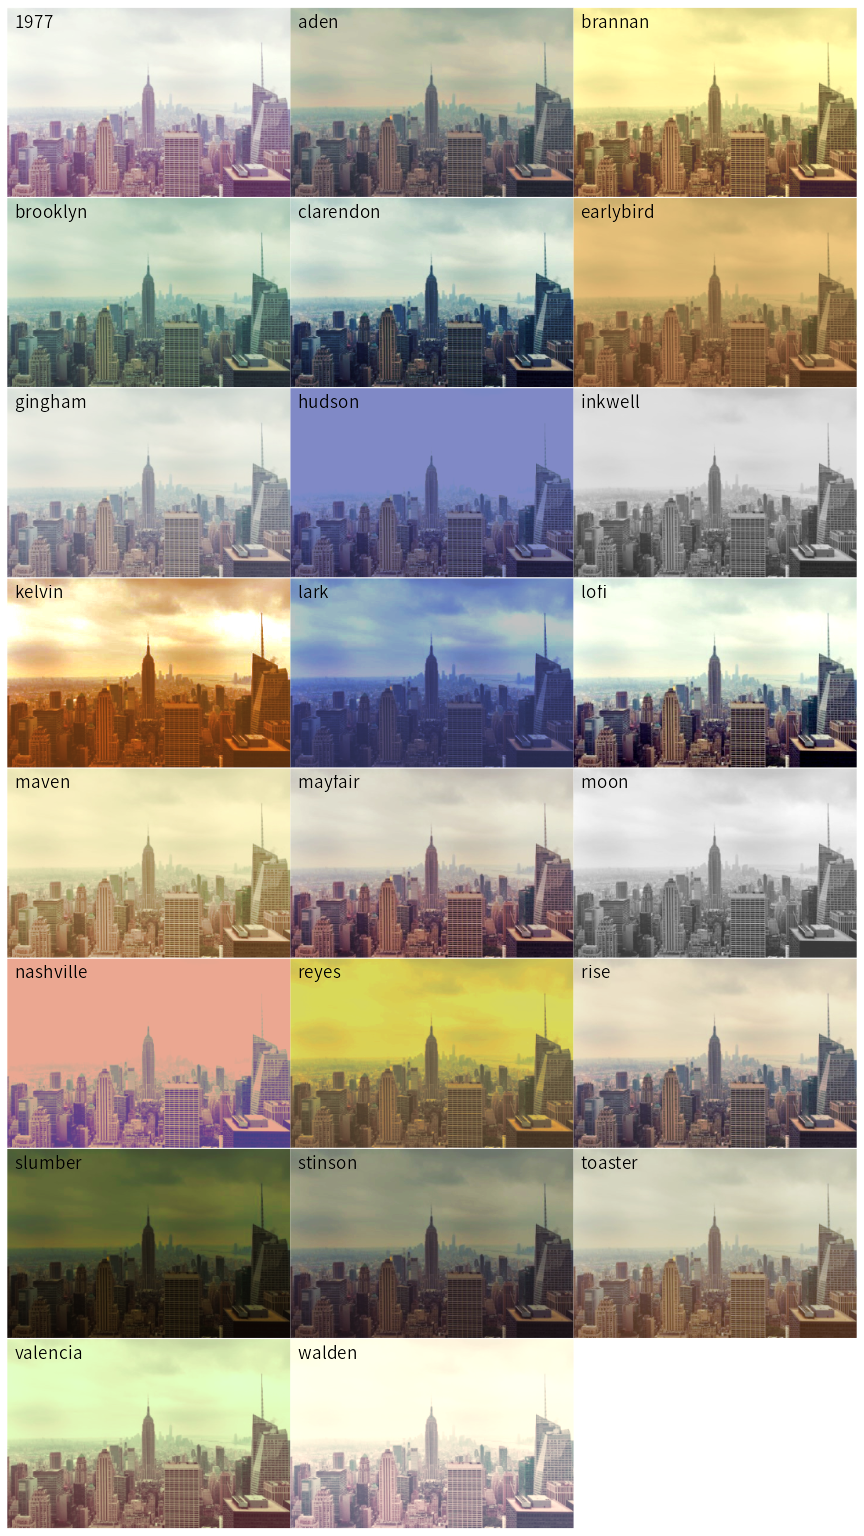 1977
aden
brannan
brooklyn
clarendon
earlybird
gingham
hudson
inkwell
kelvin
lark
lofi
maven
mayfair
moon
nashville
reyes
rise
slumber
stinson
toaster
valencia
walden